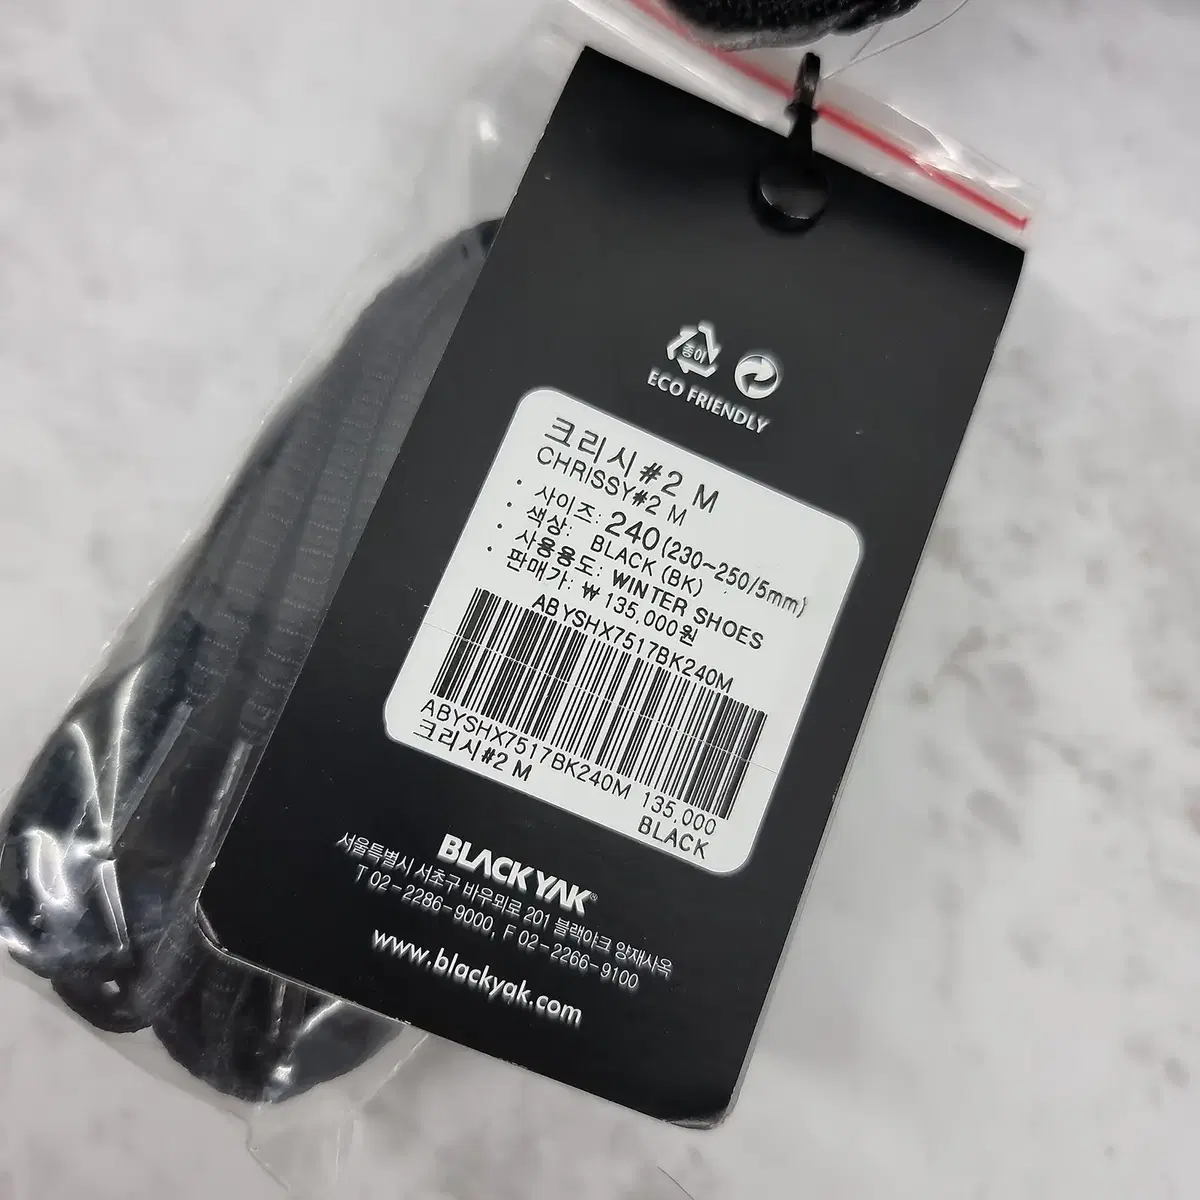 종이
ECO FRIENDLY
크리시#2 M
CHRISSY#2 M
· 사이즈: 240(230~250/5mm)
· 색상: BLACK (BK)
· 사용용도: WINTER SHOES
· 판매가: ₩ 135,000원
ABYSHX7517BK240M
ABYSHX7517BK240M 135,000
크리시#2 M BLACK
BLACKYAK®
서울특별시 서초구 바우뫼로 201 블랙야크 양재사옥
T 02-2286-9000, F 02-2266-9100
www.blackyak.com